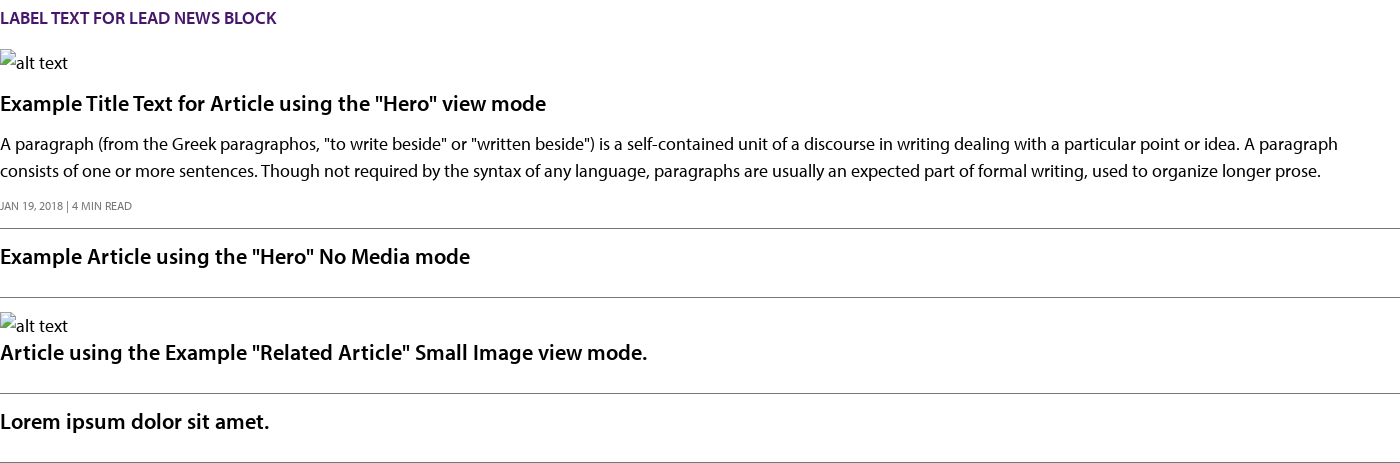 LABEL TEXT FOR LEAD NEWS BLOCK
alt text
Example Title Text for Article using the "Hero" view mode
A paragraph (from the Greek paragraphos, "to write beside" or "written beside") is a self-contained unit of a discourse in writing dealing with a particular point or idea. A paragraph
consists of one or more sentences. Though not required by the syntax of any language, paragraphs are usually an expected part of formal writing, used to organize longer prose.
JAN 19, 2018 | 4 MIN READ
Example Article using the "Hero" No Media mode
alt text
Article using the Example "Related Article" Small Image view mode.
Lorem ipsum dolor sit amet.